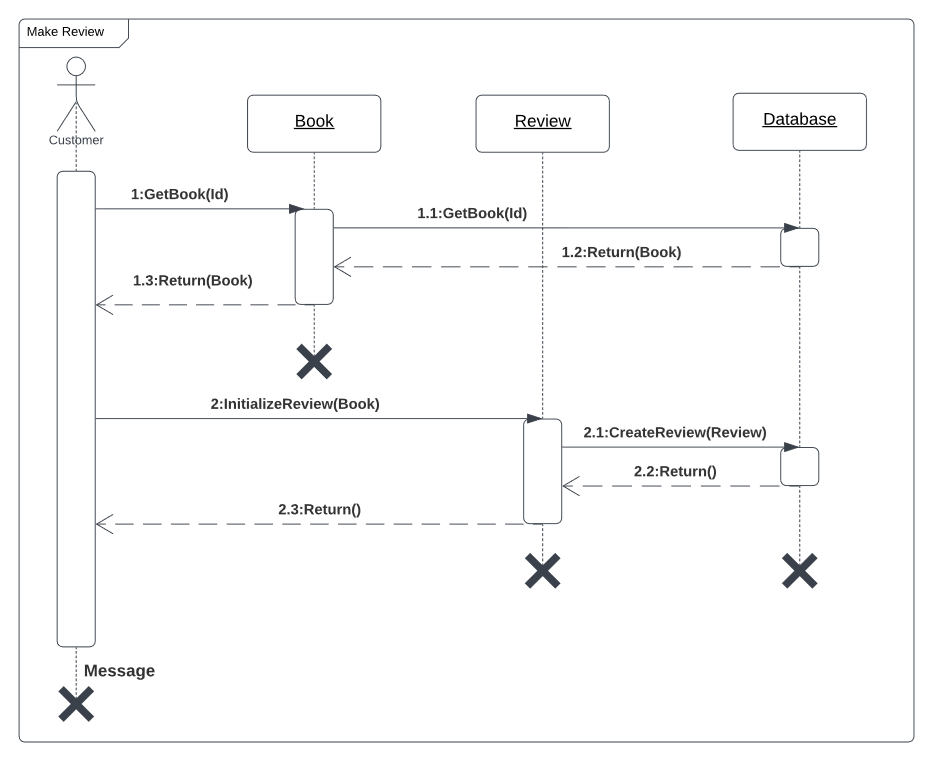 Make Review
Customer
Book
Review
Database
1:GetBook(Id)
1.1:GetBook(Id)
1.2:Return(Book)
1.3:Return(Book)
2:InitializeReview(Book)
2.1:CreateReview(Review)
2.2:Return()
2.3:Return()
Message